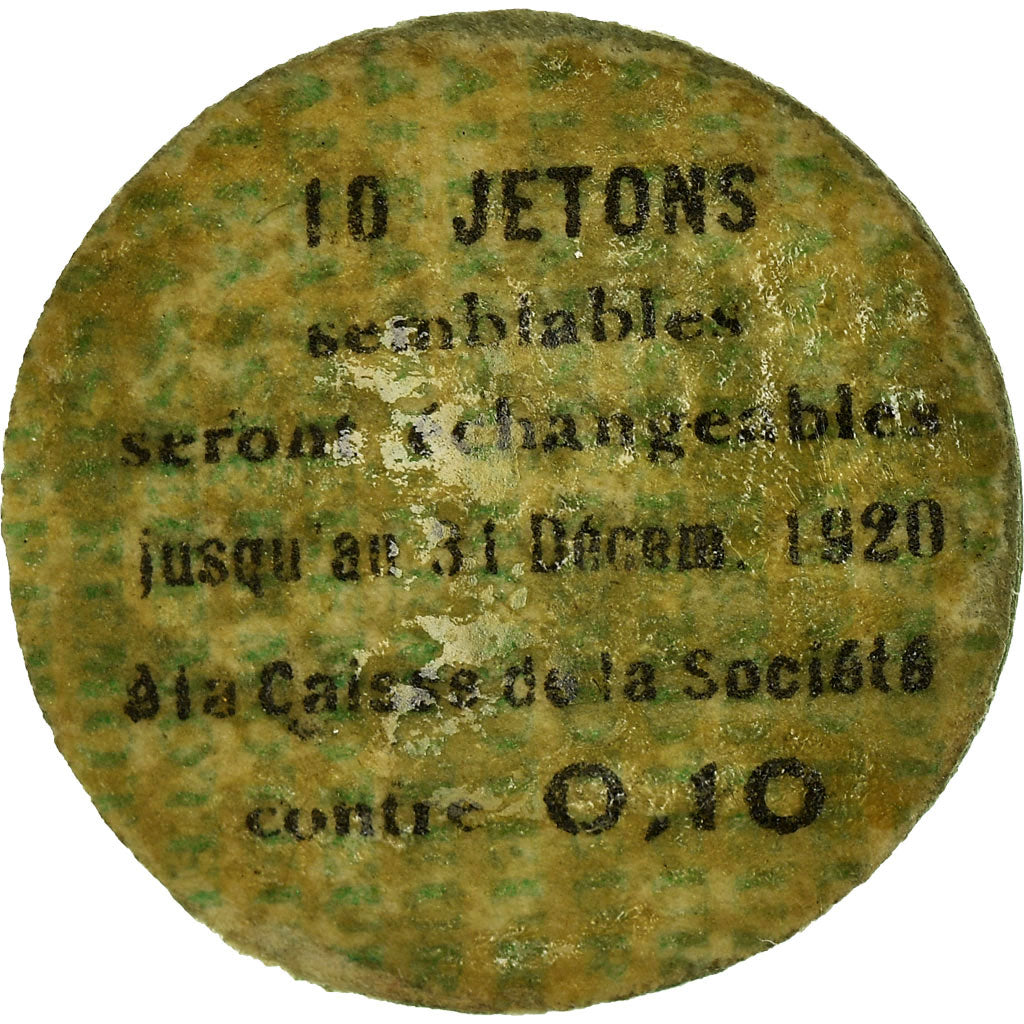 10 JETONS
semblables
seront échangeables
jusqu'au 31 Décem. 1920
à la Caisse de la Société
contre 0,10